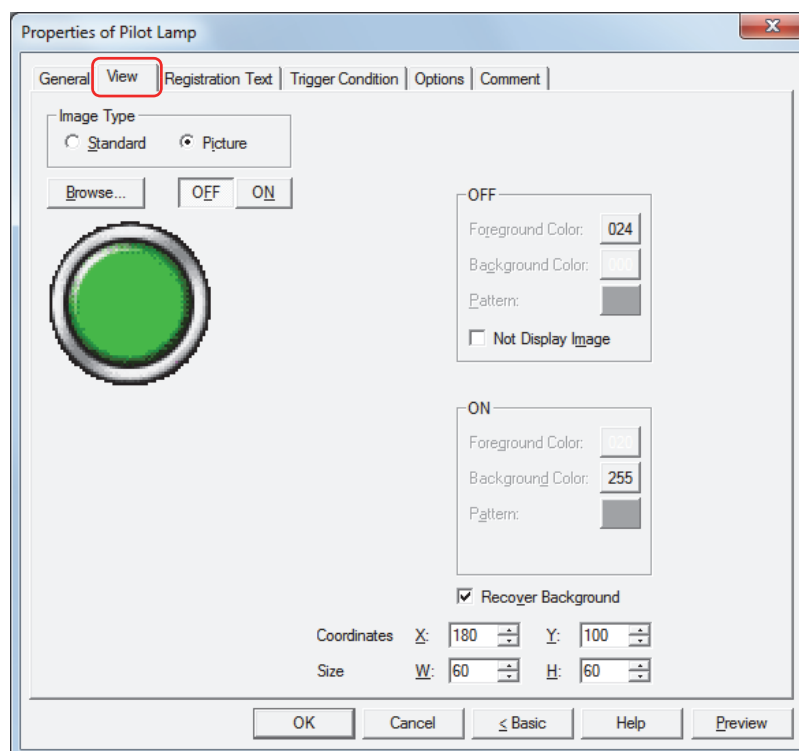 Properties of Pilot Lamp
General View Registration Text Trigger Condition Options Comment
Image Type
Standard Picture
Browse... OFF ON
OFF
Foreground Color: 024
Background Color: 000
Pattern:
Not Display Image
ON
Foreground Color:
Background Color: 255
Pattern:
Recover Background
Coordinates X: 180 Y: 100
Size W: 60 H: 60
OK Cancel < Basic Help Preview